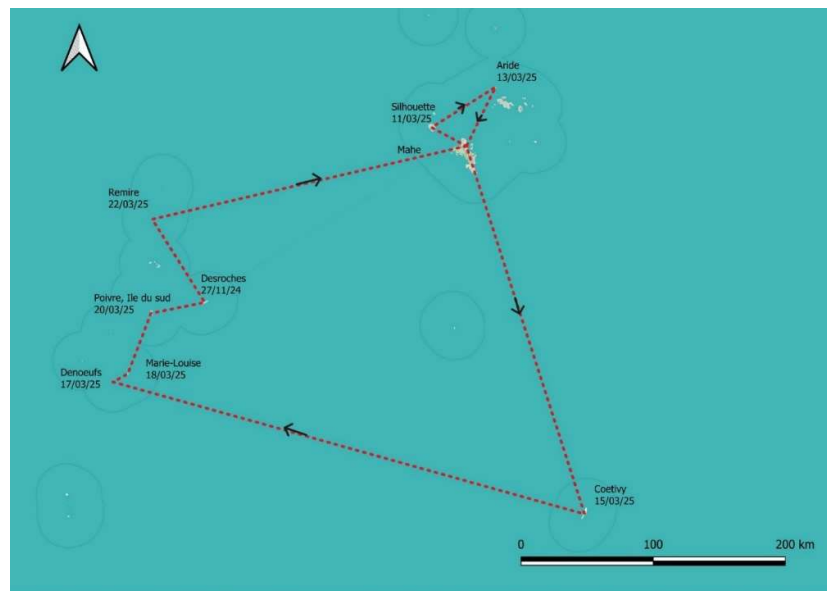 Aride
13/03/25
Silhouette
11/03/25
Mahe
Remire
22/03/25
Desroches
27/11/24
Poivre, Ile du sud
20/03/25
Marie-Louise
18/03/25
Denoeufs
17/03/25
Coetivy
15/03/25
0 100 200 km